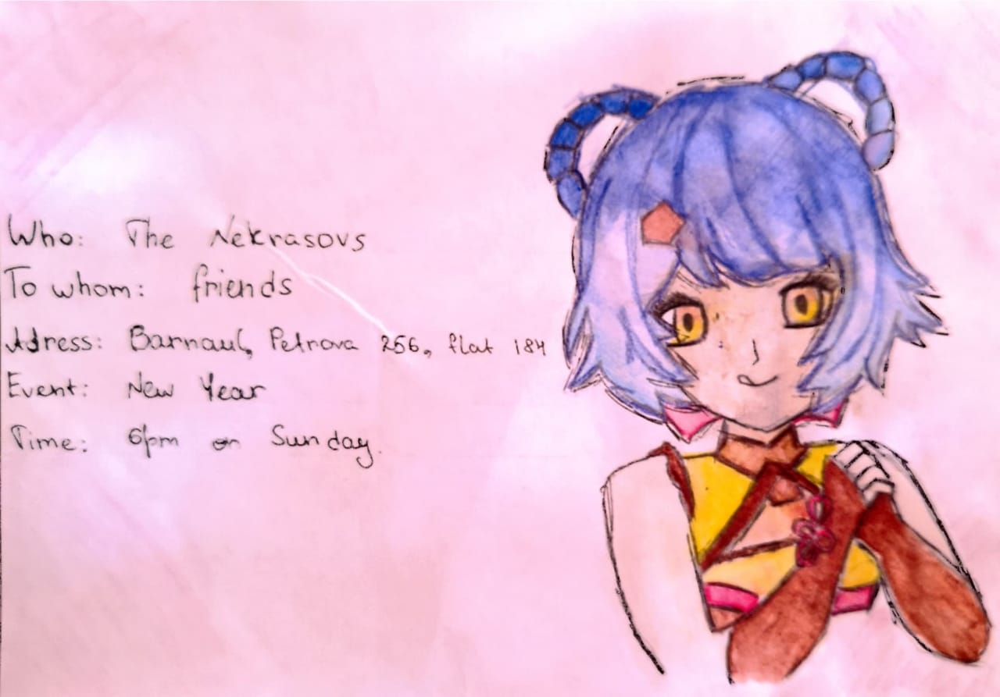 Who: The Nekrasovs
To whom: friends
Adress: Barnaul, Petrova 256, flat 184
Event: New Year
Time: 6pm on Sunday.